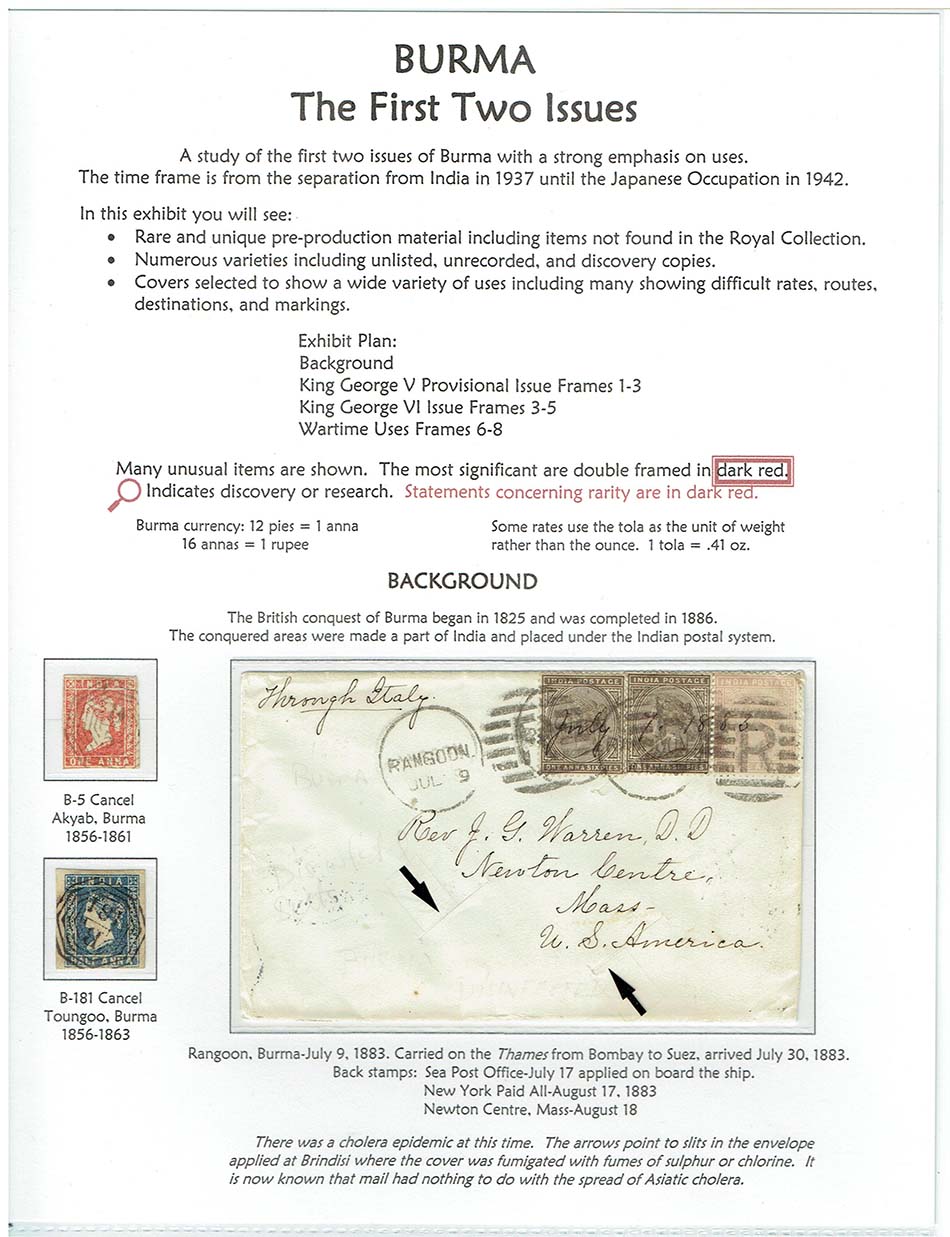 BURMA
The First Two Issues
A study of the first two issues of Burma with a strong emphasis on uses.
The time frame is from the separation from India in 1937 until the Japanese Occupation in 1942.
In this exhibit you will see:
• Rare and unique pre-production material including items not found in the Royal Collection.
• Numerous varieties including unlisted, unrecorded, and discovery copies.
• Covers selected to show a wide variety of uses including many showing difficult rates, routes,
destinations, and markings.
Exhibit Plan:
Background
King George V Provisional Issue Frames 1-3
King George VI Issue Frames 3-5
Wartime Uses Frames 6-8
Many unusual items are shown. The most significant are double framed in dark red.
Indicates discovery or research. Statements concerning rarity are in dark red.
Burma currency: 12 pies = 1 anna
16 annas = 1 rupee
Some rates use the tola as the unit of weight
rather than the ounce. 1 tola = .41 oz.
BACKGROUND
The British conquest of Burma began in 1825 and was completed in 1886.
The conquered areas were made a part of India and placed under the Indian postal system.
INDIA
ONE ANNA
B-5 Cancel
Akyab, Burma
1856-1861
INDIA
HALF ANNA
B-181 Cancel
Toungoo, Burma
1856-1863
Through Italy.
INDIA POSTAGE INDIA POSTAGE INDIA POSTAGE
July 7. 1883
RANGOON.
JUL 9
R
Rev J. G. Warren, D. D
Newton Centre,
Mass-
U. S. America.
Rangoon, Burma-July 9, 1883. Carried on the Thames from Bombay to Suez, arrived July 30, 1883.
Back stamps: Sea Post Office-July 17 applied on board the ship.
New York Paid All-August 17, 1883
Newton Centre, Mass-August 18
There was a cholera epidemic at this time. The arrows point to slits in the envelope
applied at Brindisi where the cover was fumigated with fumes of sulphur or chlorine. It
is now known that mail had nothing to do with the spread of Asiatic cholera.